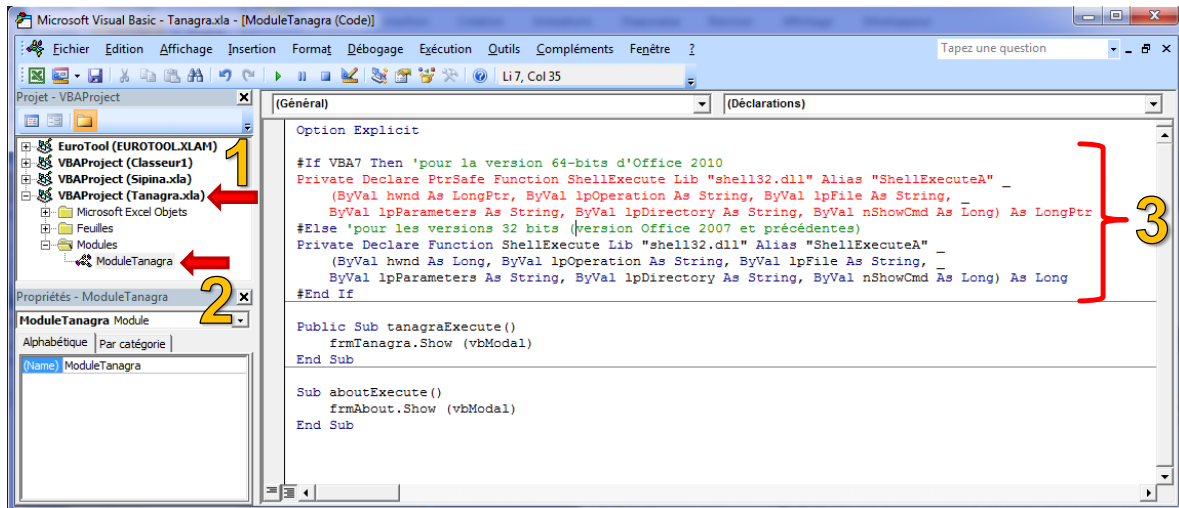 Microsoft Visual Basic - Tanagra.xla - [ModuleTanagra (Code)]
Fichier Edition Affichage Insertion Format Débogage Exécution Outils Compléments Fenêtre ?
Tapez une question
Li 7, Col 35
Projet - VBAProject
EuroTool (EUROTOOL.XLAM)
VBAProject (Classeur1)
VBAProject (Sipina.xla)
VBAProject (Tanagra.xla)
Microsoft Excel Objets
Feuilles
Modules
ModuleTanagra
1
2
Propriétés - ModuleTanagra
ModuleTanagra Module
Alphabétique Par catégorie
(Name) ModuleTanagra
(Général) (Déclarations)
Option Explicit
#If VBA7 Then 'pour la version 64-bits d'Office 2010
Private Declare PtrSafe Function ShellExecute Lib "shell32.dll" Alias "ShellExecuteA" _
(ByVal hwnd As LongPtr, ByVal lpOperation As String, ByVal lpFile As String, _
ByVal lpParameters As String, ByVal lpDirectory As String, ByVal nShowCmd As Long) As LongPtr
#Else 'pour les versions 32 bits (version Office 2007 et précédentes)
Private Declare Function ShellExecute Lib "shell32.dll" Alias "ShellExecuteA" _
(ByVal hwnd As Long, ByVal lpOperation As String, ByVal lpFile As String, _
ByVal lpParameters As String, ByVal lpDirectory As String, ByVal nShowCmd As Long) As Long
#End If
3
Public Sub tanagraExecute()
frmTanagra.Show (vbModal)
End Sub
Sub aboutExecute()
frmAbout.Show (vbModal)
End Sub